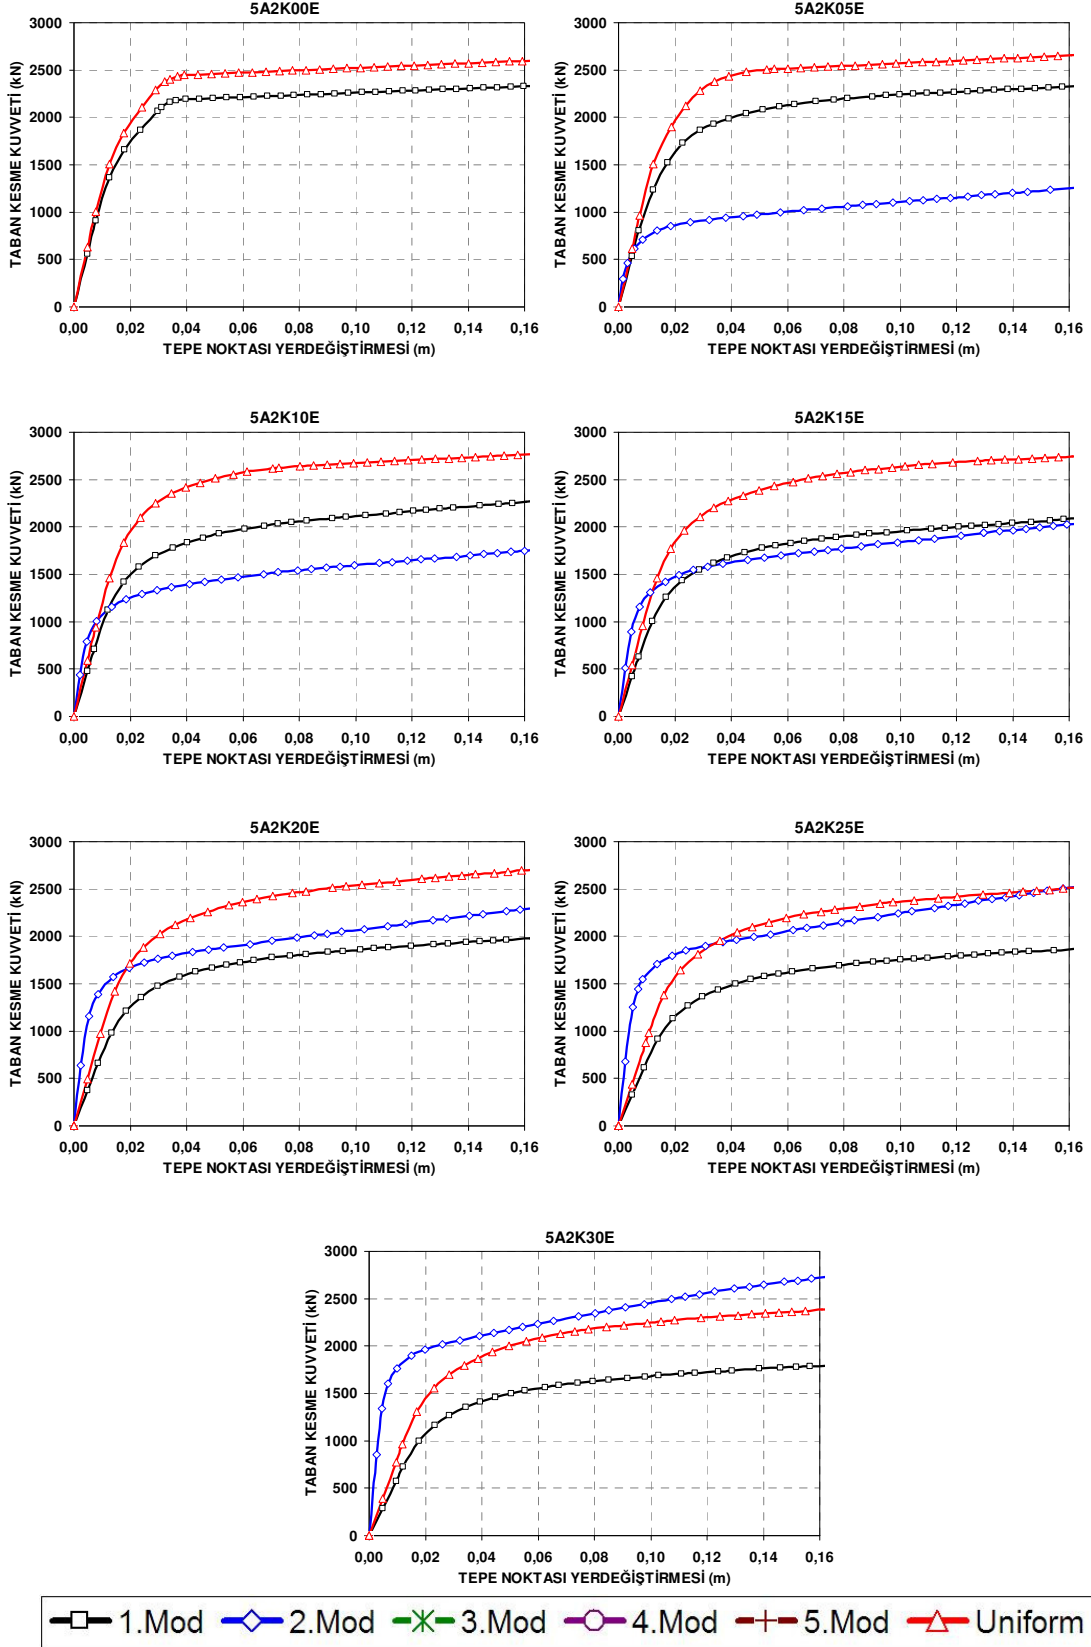 5A2K00E
5A2K05E
TABAN KESME KUVVETİ (kN)
3000
2500
2000
1500
1000
500
0
0,00 0,02 0,04 0,06 0,08 0,10 0,12 0,14 0,16
TEPE NOKTASI YERDEĞİŞTİRMESİ (m)
TABAN KESME KUVVETİ (kN)
3000
2500
2000
1500
1000
500
0
0,00 0,02 0,04 0,06 0,08 0,10 0,12 0,14 0,16
TEPE NOKTASI YERDEĞİŞTİRMESİ (m)
5A2K10E
5A2K15E
TABAN KESME KUVVETİ (kN)
3000
2500
2000
1500
1000
500
0
0,00 0,02 0,04 0,06 0,08 0,10 0,12 0,14 0,16
TEPE NOKTASI YERDEĞİŞTİRMESİ (m)
TABAN KESME KUVVETİ (kN)
3000
2500
2000
1500
1000
500
0
0,00 0,02 0,04 0,06 0,08 0,10 0,12 0,14 0,16
TEPE NOKTASI YERDEĞİŞTİRMESİ (m)
5A2K20E
5A2K25E
TABAN KESME KUVVETİ (kN)
3000
2500
2000
1500
1000
500
0
0,00 0,02 0,04 0,06 0,08 0,10 0,12 0,14 0,16
TEPE NOKTASI YERDEĞİŞTİRMESİ (m)
TABAN KESME KUVVETİ (kN)
3000
2500
2000
1500
1000
500
0
0,00 0,02 0,04 0,06 0,08 0,10 0,12 0,14 0,16
TEPE NOKTASI YERDEĞİŞTİRMESİ (m)
5A2K30E
TABAN KESME KUVVETİ (kN)
3000
2500
2000
1500
1000
500
0
0,00 0,02 0,04 0,06 0,08 0,10 0,12 0,14 0,16
TEPE NOKTASI YERDEĞİŞTİRMESİ (m)
1.Mod 2.Mod 3.Mod 4.Mod 5.Mod Uniform